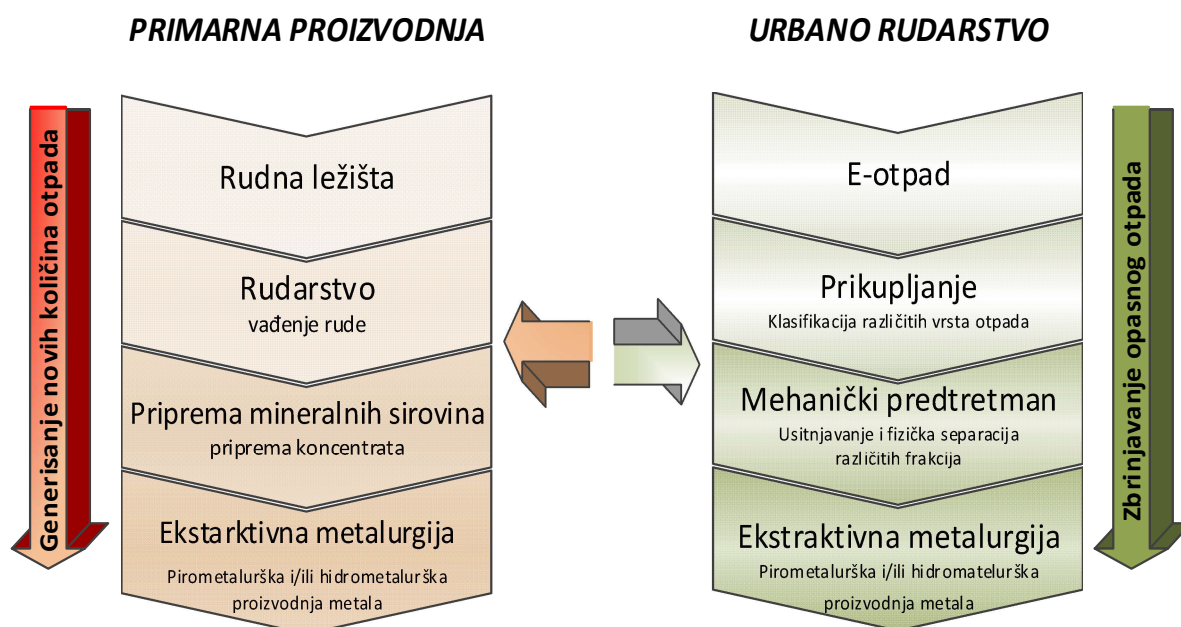 PRIMARNA PROIZVODNJA
Generisanje novih količina otpada
Rudna ležišta
Rudarstvo
vađenje rude
Priprema mineralnih sirovina
priprema koncentrata
Ekstarktivna metalurgija
Pirometalurška i/ili hidrometalurška
proizvodnja metala
URBANO RUDARSTVO
E-otpad
Prikupljanje
Klasifikacija različitih vrsta otpada
Mehanički predtretman
Usitnjavanje i fizička separacija
različitih frakcija
Ekstraktivna metalurgija
Pirometalurška i/ili hidromatelurška
proizvodnja metala
Zbrinjavanje opasnog otpada